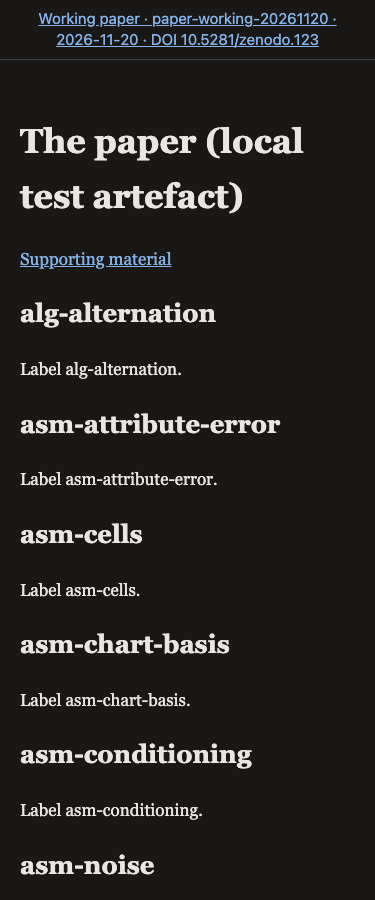 Working paper · paper-working-20261120 ·
2026-11-20 · DOI 10.5281/zenodo.123
The paper (local
test artefact)
Supporting material
alg-alternation
Label alg-alternation.
asm-attribute-error
Label asm-attribute-error.
asm-cells
Label asm-cells.
asm-chart-basis
Label asm-chart-basis.
asm-conditioning
Label asm-conditioning.
asm-noise